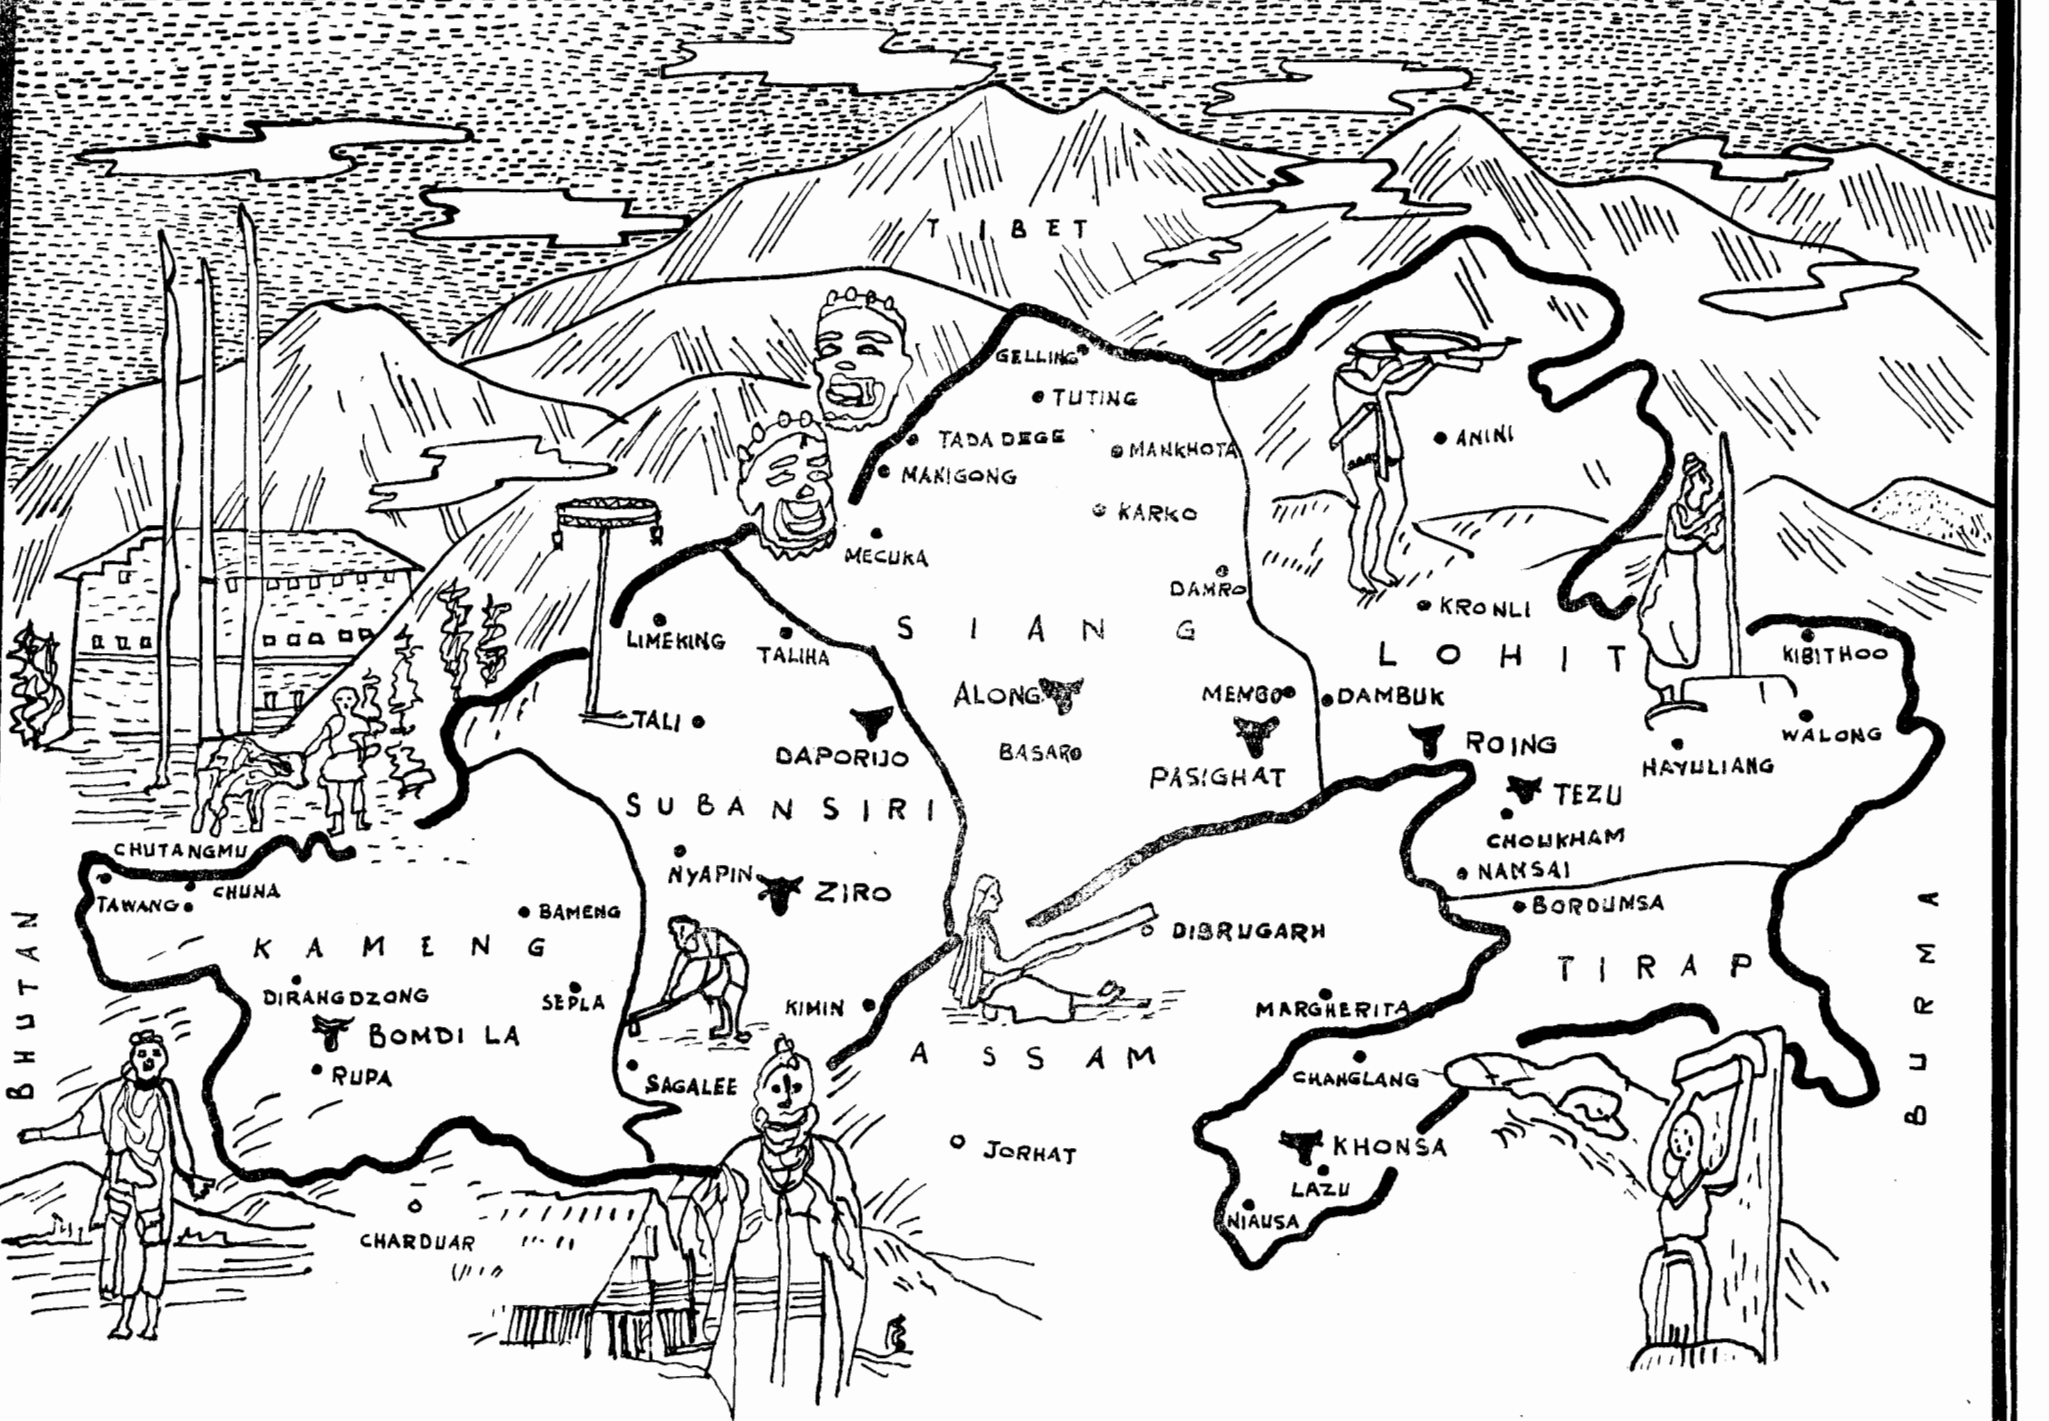 TIBET
GELLING
TUTING
TADADEGE
MANKHOTA
ANINI
MANIGONG
KARKO
MECUKA
DAMRO
KRONLI
LIMEKING
TALIHA
SIANG
LOHIT
KIBITHOO
ALONG
MEMBO
DAMBUK
TALI
DAPORIJO
BASAR
PASIGHAT
ROING
HAYULIANG
WALONG
SUBANSIRI
TEZU
CHOWKHAM
CHUTANGMU
NYAPIN
ZIRO
NAMSAI
TAWANG
CHUNA
BAMENG
BORDUMSA
BHUTAN
KAMENG
DIBRUGARH
TIRAP
BURMA
DIRANGDZONG
SEPLA
KIMIN
MARGHERITA
BOMDI LA
ASSAM
RUPA
SAGALEE
CHANGLANG
JORHAT
KHONSA
LAZU
NIAUSA
CHARDUAR